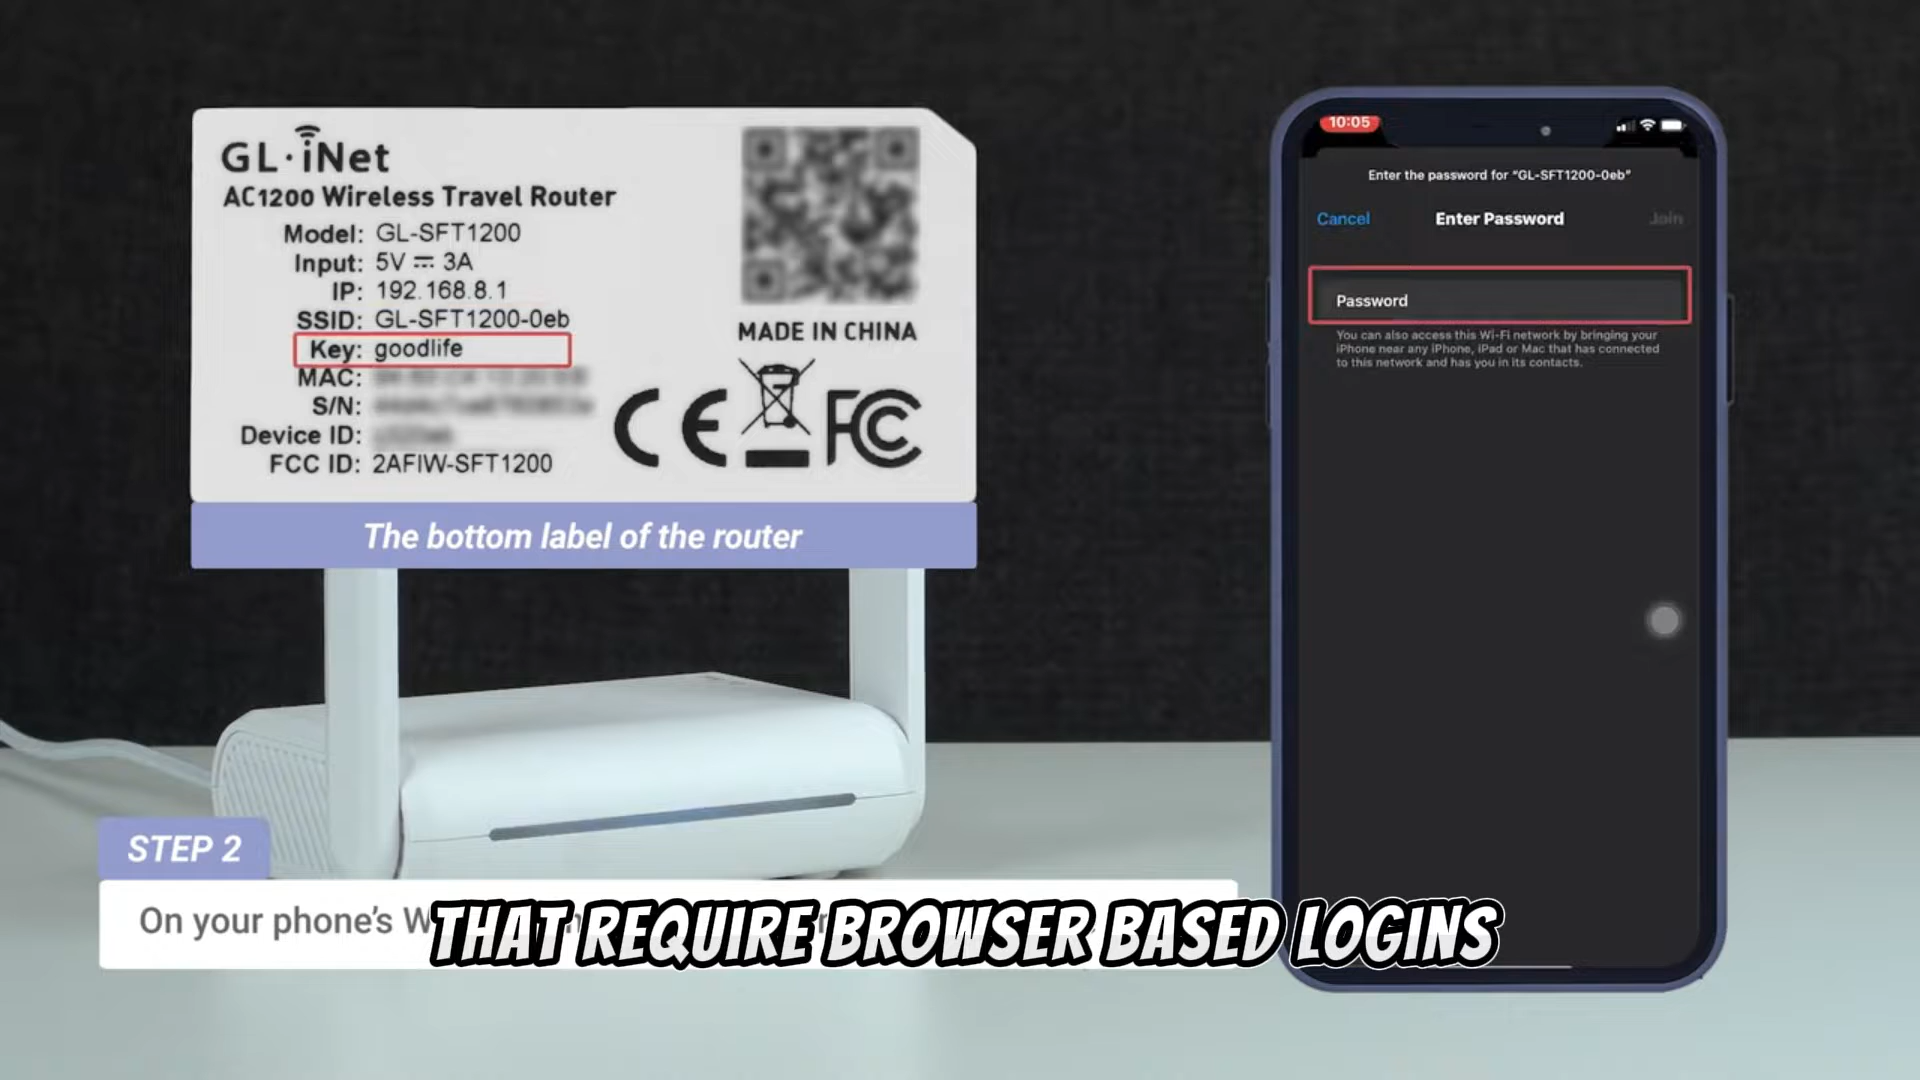 GL·iNet
AC1200 Wireless Travel Router
Model: GL-SFT1200
Input: 5V ⎓ 3A
IP: 192.168.8.1
SSID: GL-SFT1200-0eb
Key: goodlife
MAC:
S/N:
Device ID:
FCC ID: 2AFIW-SFT1200
MADE IN CHINA
CE FC
The bottom label of the router
10:05
Enter the password for “GL-SFT1200-0eb”
Cancel Enter Password Join
Password
You can also access this Wi-Fi network by bringing your
iPhone near any iPhone, iPad or Mac that has connected
to this network and has you in its contacts.
STEP 2
On your phone’s
THAT REQUIRE BROWSER BASED LOGINS